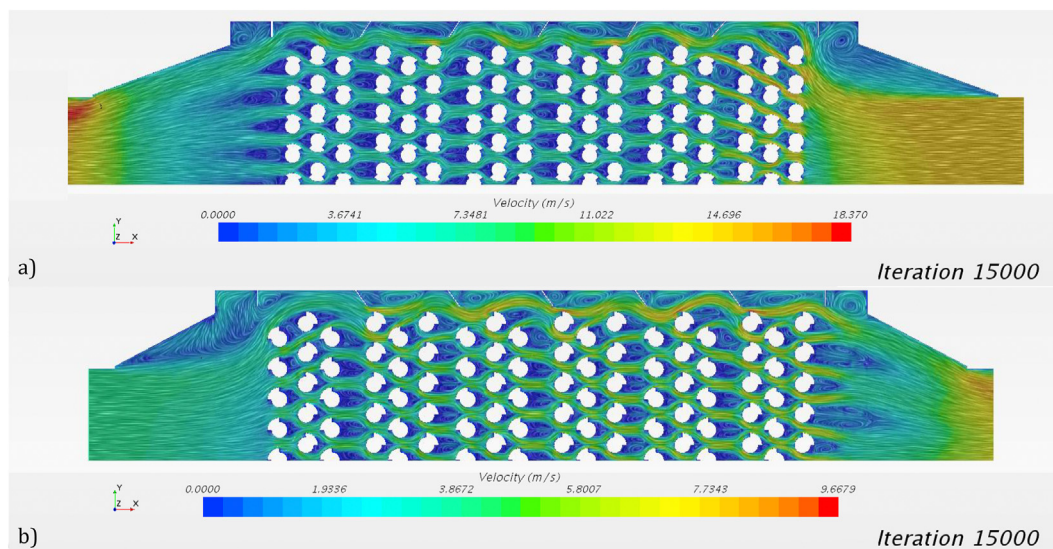 Velocity (m/s)
0.0000 3.6741 7.3481 11.022 14.696 18.370
Y
Z X
a)
Iteration 15000
Velocity (m/s)
0.0000 1.9336 3.8672 5.8007 7.7343 9.6679
Y
Z X
b)
Iteration 15000